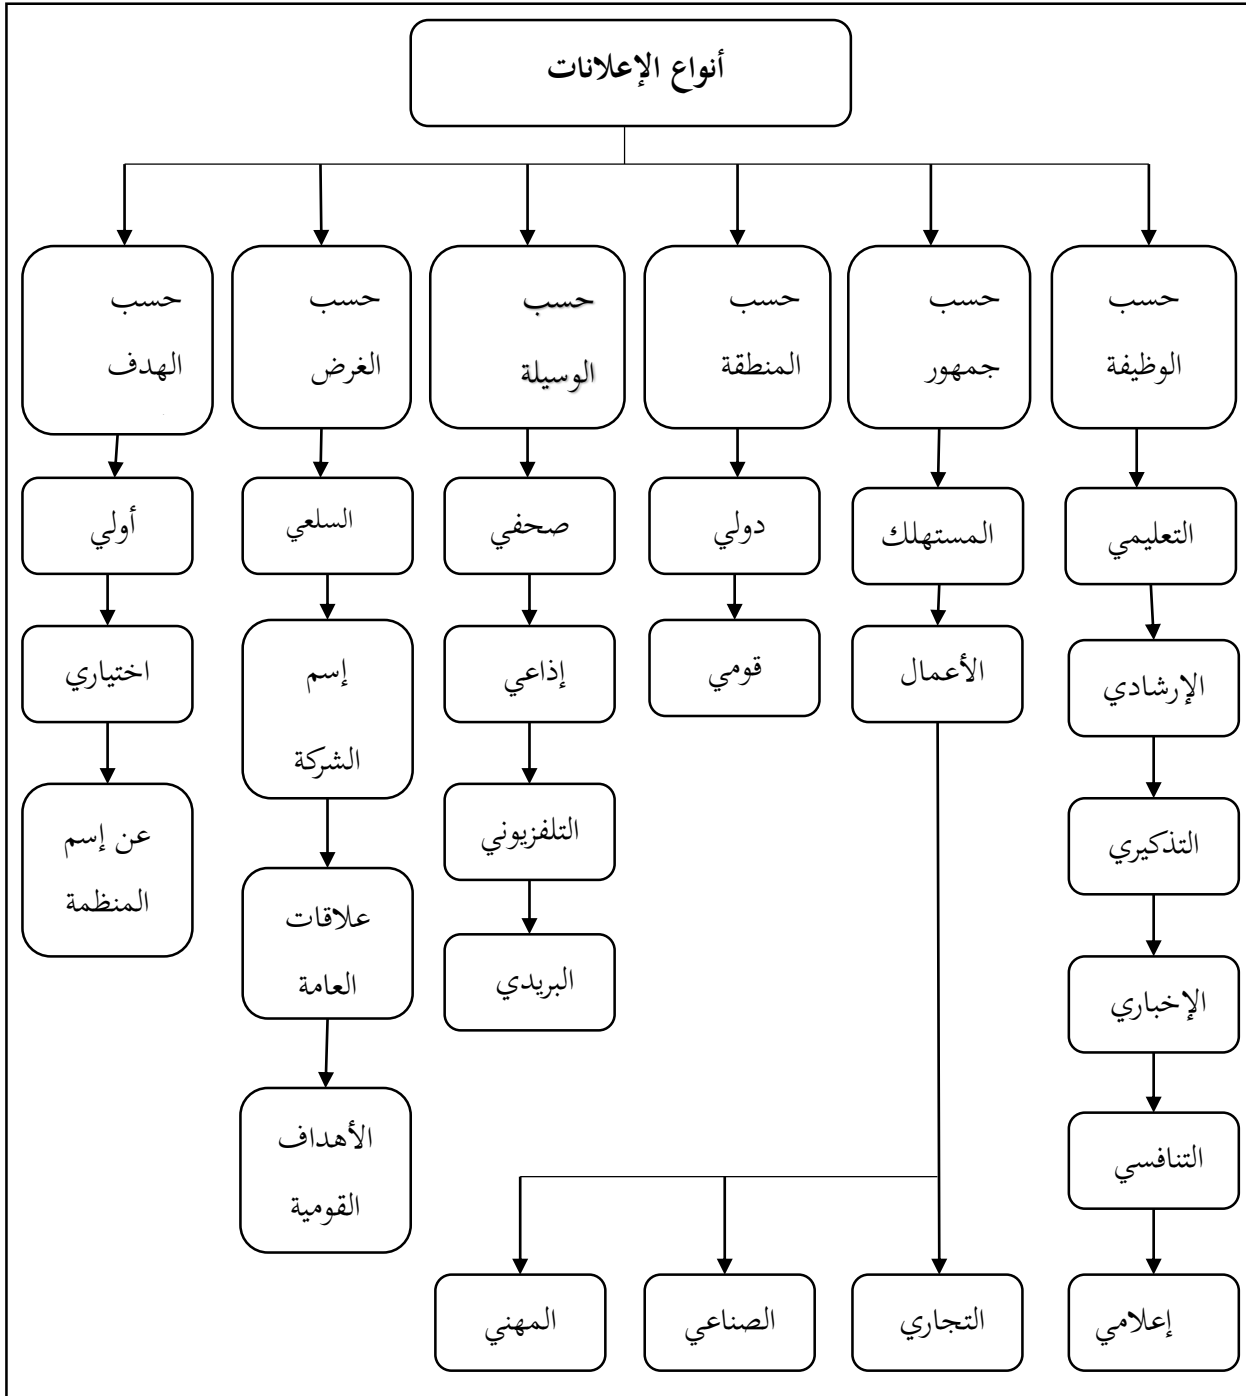 أنواع الإعلانات
حسب
الوظيفة
حسب
جمهور
حسب
المنطقة
حسب
الوسيلة
حسب
الغرض
حسب
الهدف
التعليمي
المستهلك
دولي
صحفي
السلعي
أولي
الإرشادي
الأعمال
قومي
إذاعي
إسم
الشركة
اختياري
التذكيري
التلفزيوني
عن إسم
المنظمة
علاقات
العامة
الإخباري
البريدي
الأهداف
القومية
التنافسي
إعلامي
التجاري
الصناعي
المهني